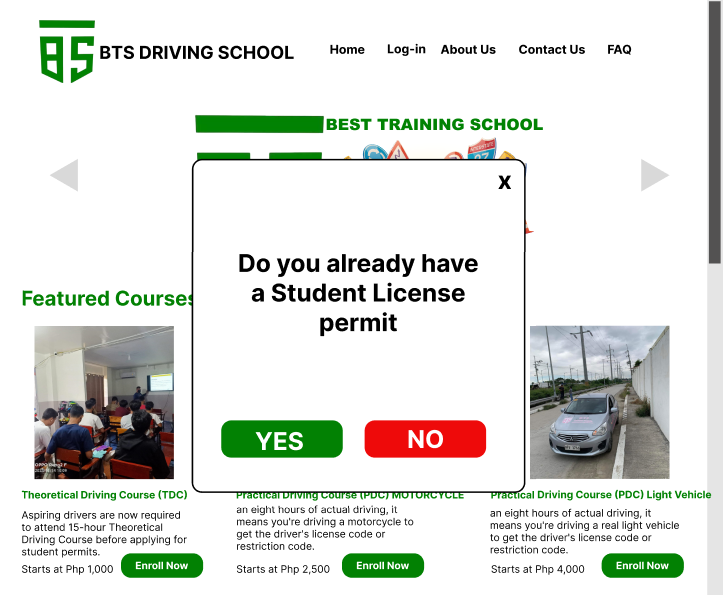 BTS
BTS DRIVING SCHOOL
Home
Log-in
About Us
Contact Us
FAQ
BEST TRAINING SCHOOL
X
Do you already have
a Student License
permit
YES
NO
Featured Courses
Theoretical Driving Course (TDC)
Aspiring drivers are now required
to attend 15-hour Theoretical
Driving Course before applying for
student permits.
Starts at Php 1,000
Enroll Now
Practical Driving Course (PDC) MOTORCYCLE
an eight hours of actual driving, it
means you're driving a motorcycle to
get the driver's license code or
restriction code.
Starts at Php 2,500
Enroll Now
Practical Driving Course (PDC) Light Vehicle
an eight hours of actual driving, it
means you're driving a real light vehicle
to get the driver's license code or
restriction code.
Starts at Php 4,000
Enroll Now